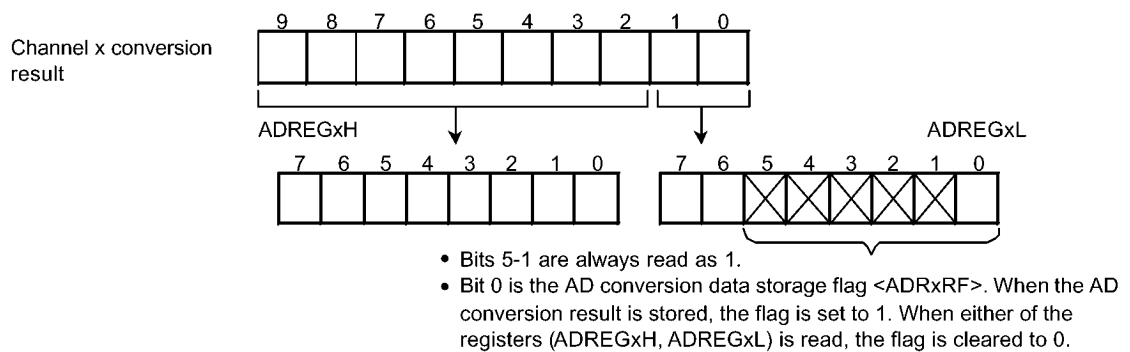 9 8 7 6 5 4 3 2 1 0
Channel x conversion
result
ADREGxH
ADREGxL
7 6 5 4 3 2 1 0
7 6 5 4 3 2 1 0
• Bits 5-1 are always read as 1.
• Bit 0 is the AD conversion data storage flag <ADRxRF>. When the AD
conversion result is stored, the flag is set to 1. When either of the
registers (ADREGxH, ADREGxL) is read, the flag is cleared to 0.